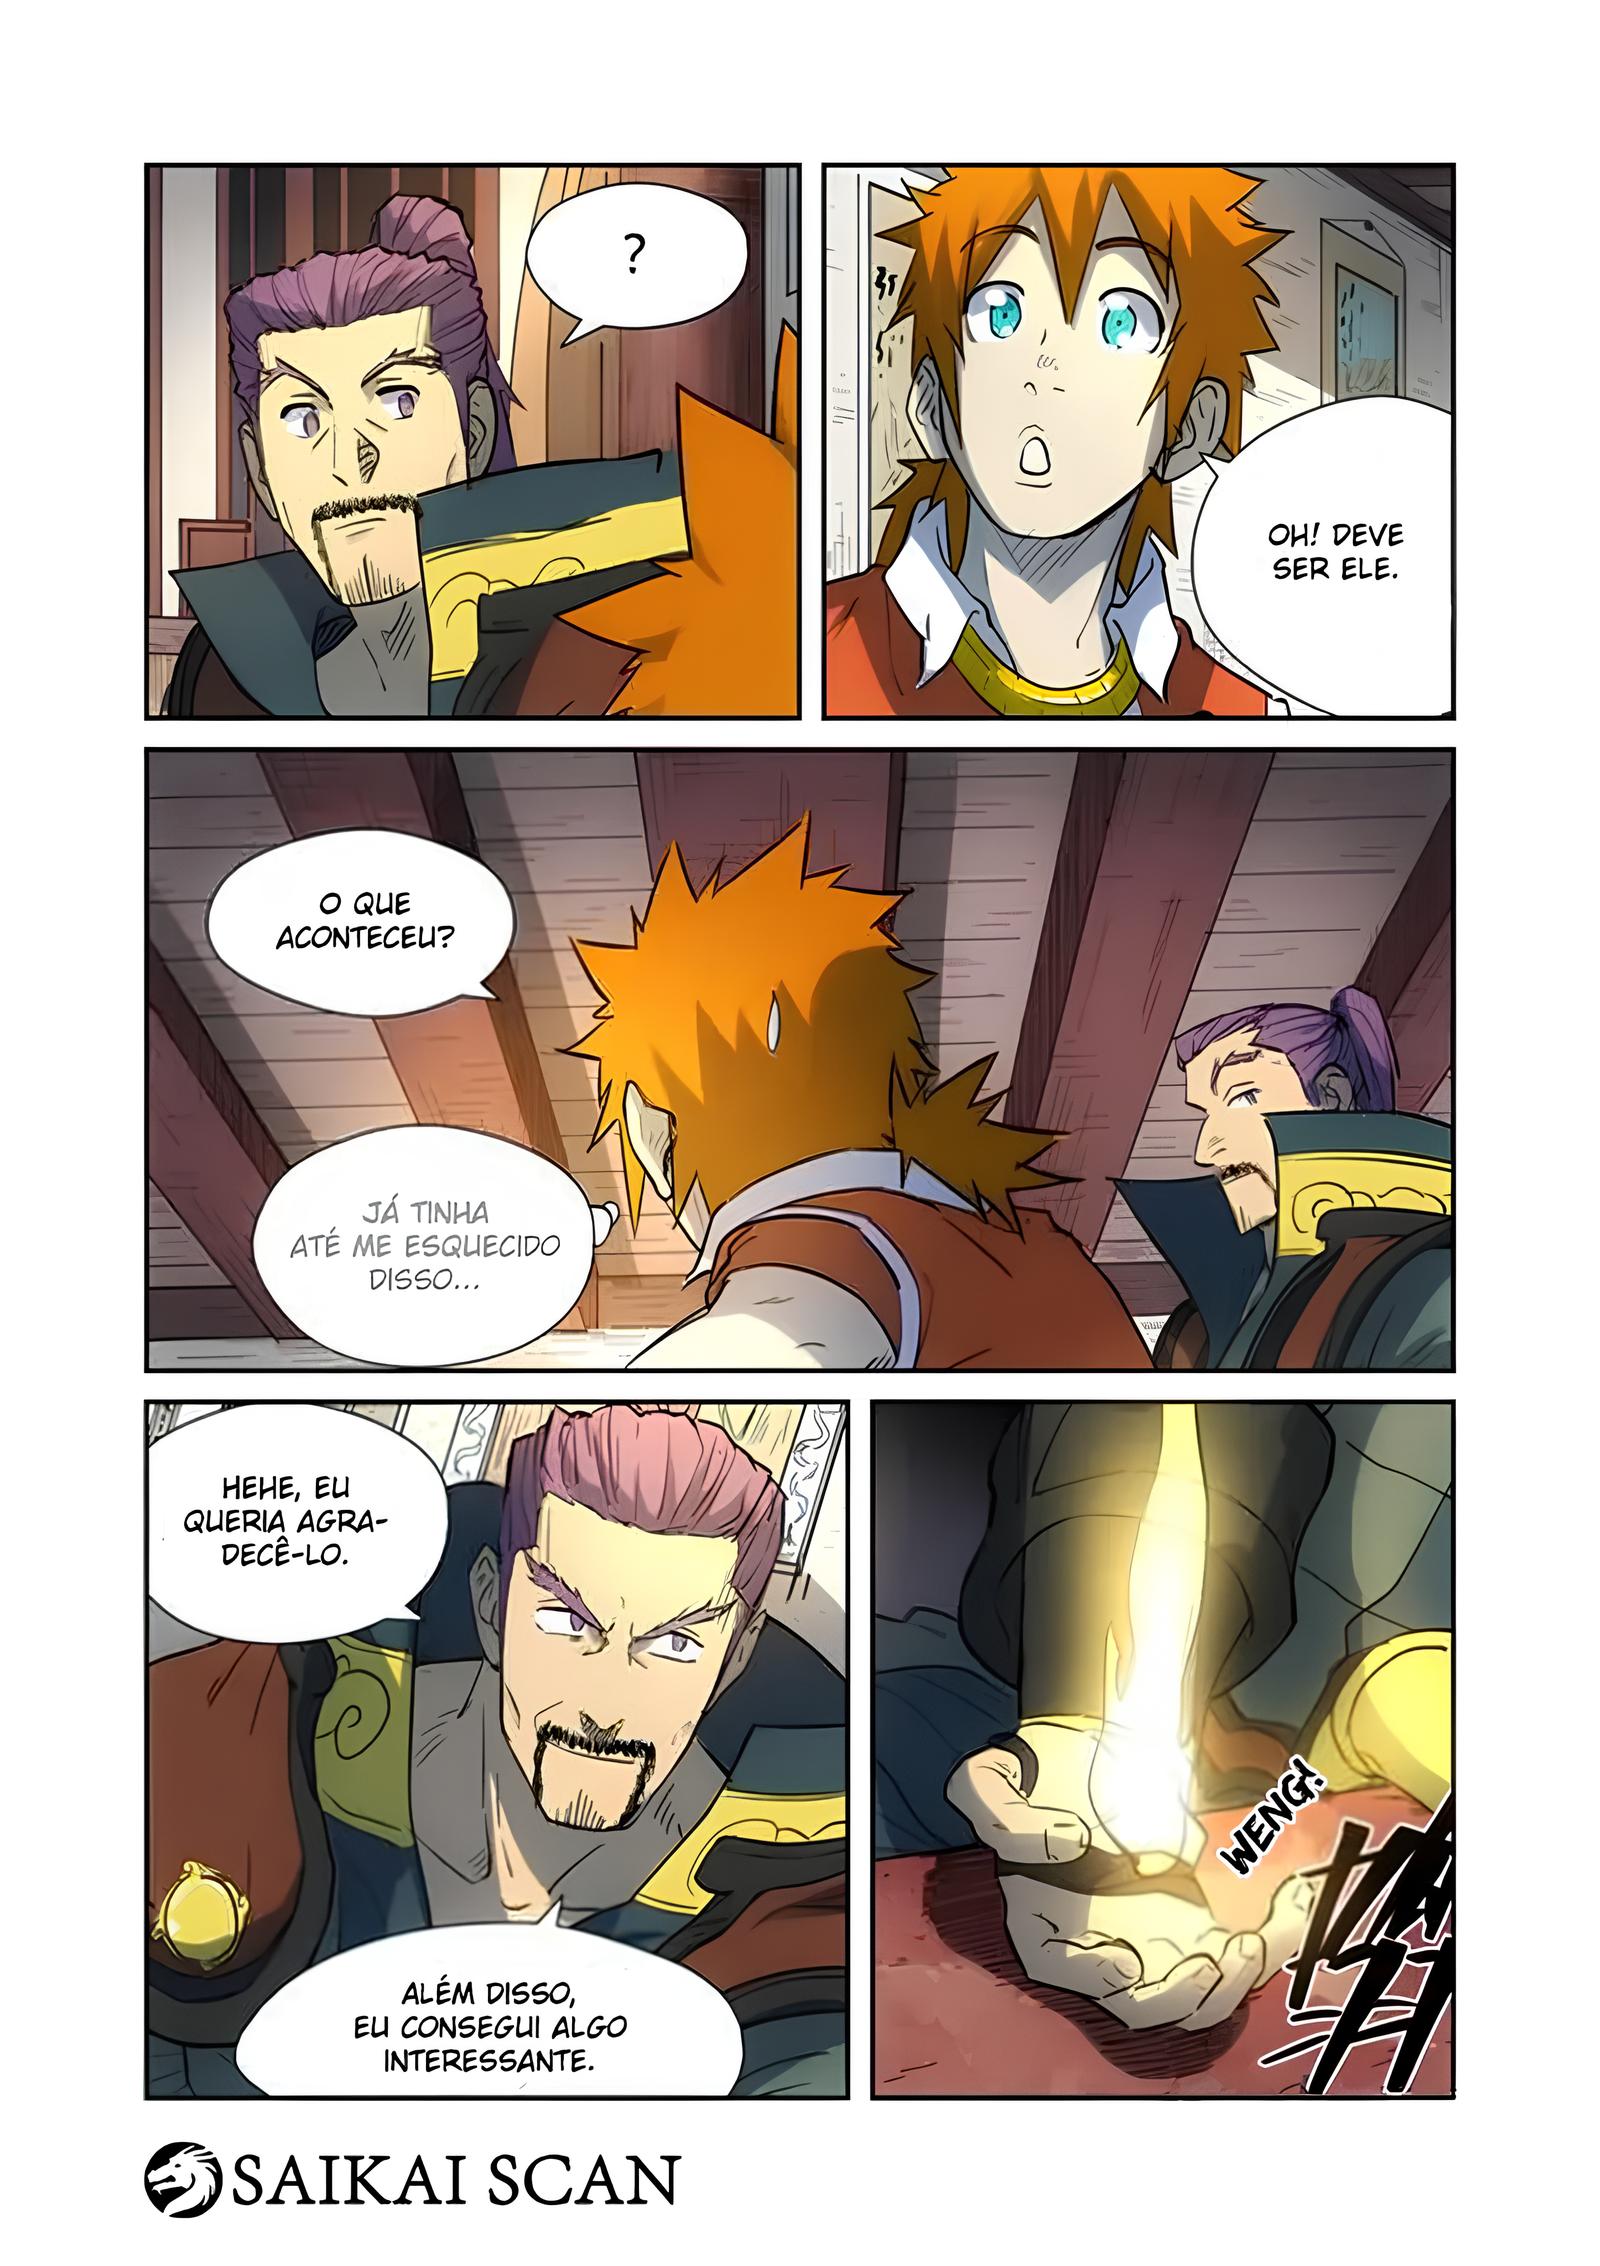 ?
OH! DEVE
SER ELE.
O QUE
ACONTECEU?
JÁ TINHA
ATÉ ME ESQUECIDO
DISSO...
HEHE, EU
QUERIA AGRA-
DECÊ-LO.
ALÉM DISSO,
EU CONSEGUI ALGO
INTERESSANTE.
WENG!
SAIKAI SCAN